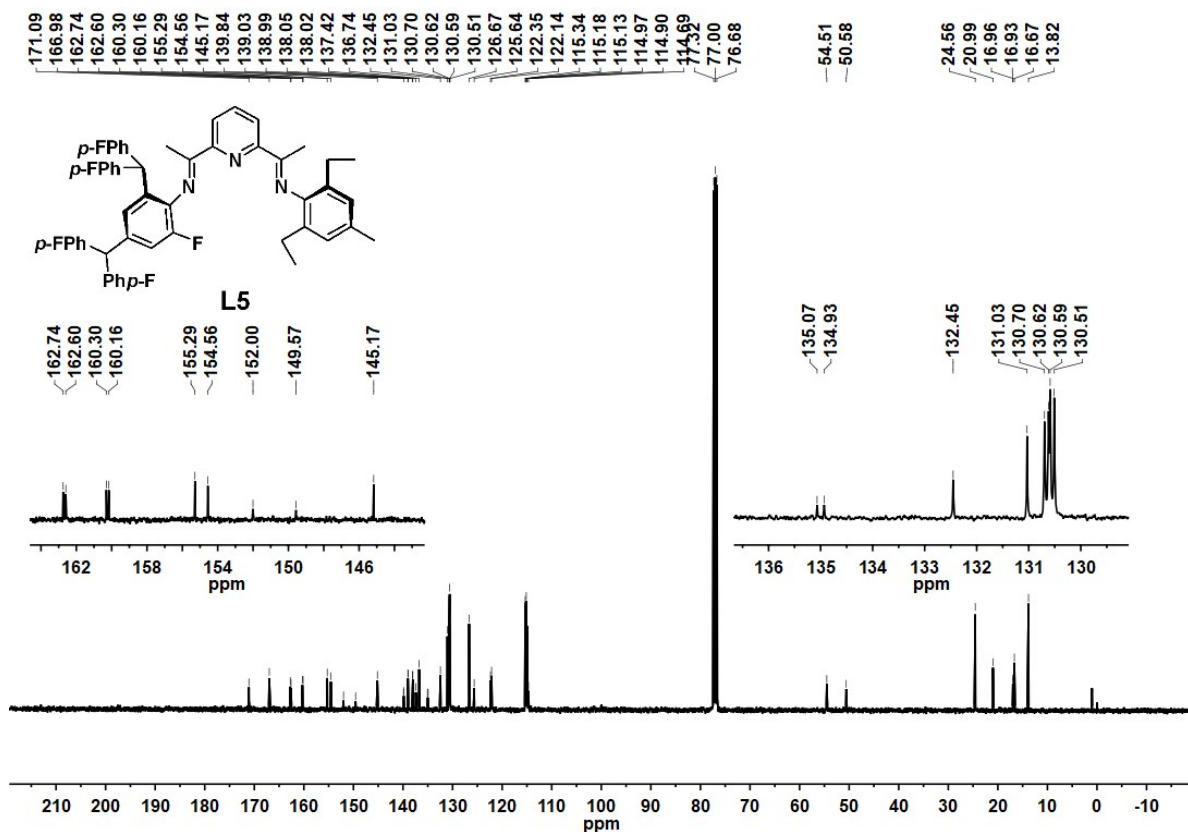 171.09 166.98 162.74 162.60 160.30 160.16 155.29 154.56 145.17 139.84 139.03 138.99 138.05 138.02 137.42 136.74 132.45 131.03 130.70 130.62 130.59 130.51 126.67 125.64 122.35 122.14 115.34 115.18 115.13 114.97 114.90 114.69 77.32 77.00 76.68 54.51 50.58 24.56 20.99 16.96 16.93 16.67 13.82
p-FPh
p-FPh
N
N
N
F
p-FPh
Php-F
L5
162.74 162.60 160.30 160.16 155.29 154.56 152.00 149.57 145.17
162 158 154 150 146
ppm
135.07 134.93 132.45 131.03 130.70 130.62 130.59 130.51
136 135 134 133 132 131 130
ppm
210 200 190 180 170 160 150 140 130 120 110 100 90 80 70 60 50 40 30 20 10 0 -10
ppm